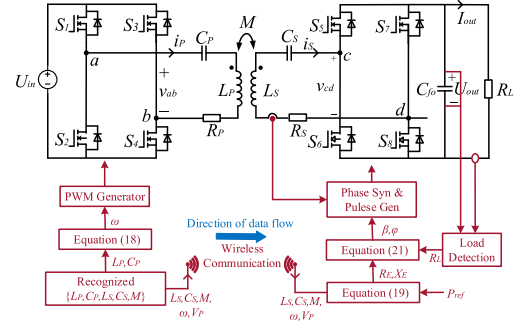 S1
S3
iP
CP
M
CS
iS
S5
S7
Iout
a
c
+
Uin
+
vab
−
LP
LS
+
vcd
−
Cfo
+
Uout
−
RL
b
d
S2
S4
RP
RS
S6
S8
PWM Generator
Phase Syn &
Pulese Gen
ω
Direction of data flow
β,φ
Equation (18)
Wireless
Communication
Equation (21)
RL
Load
Detection
LP,CP
RE,XE
Recognized
{LP,CP,LS,CS,M}
LS,CS,M,
ω,VP
LS,CS,M,
ω,VP
Equation (19)
Pref